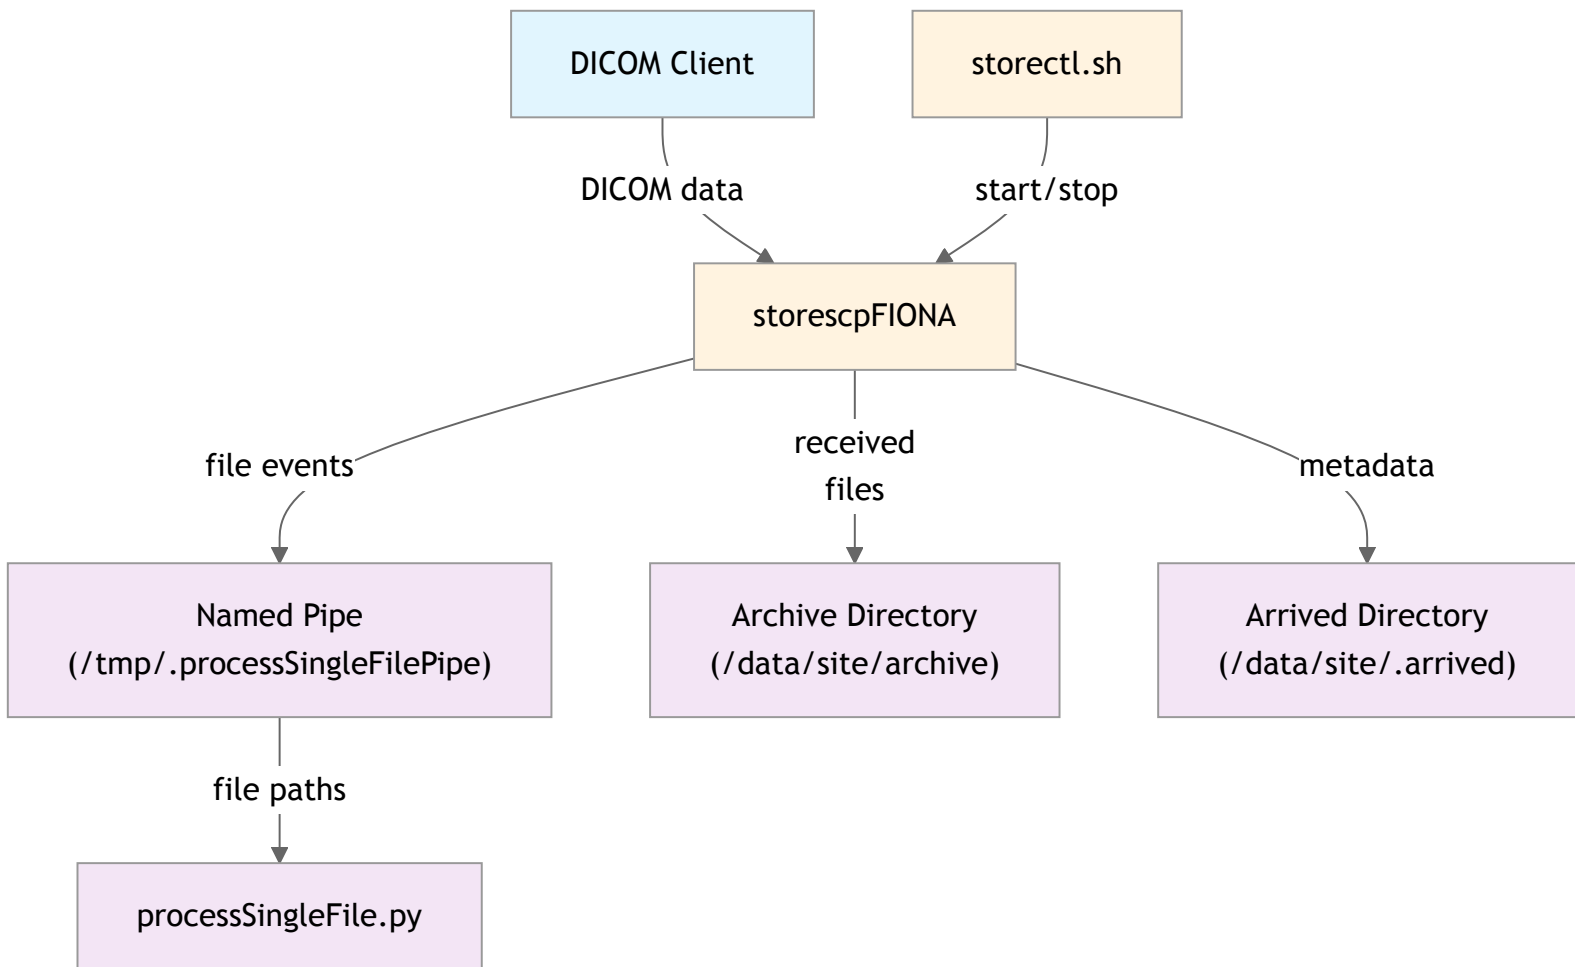 DICOM Client
storectl.sh
DICOM data
start/stop
storescpFIONA
file events
received
files
metadata
Named Pipe
(/tmp/.processSingleFilePipe)
Archive Directory
(/data/site/archive)
Arrived Directory
(/data/site/.arrived)
file paths
processSingleFile.py